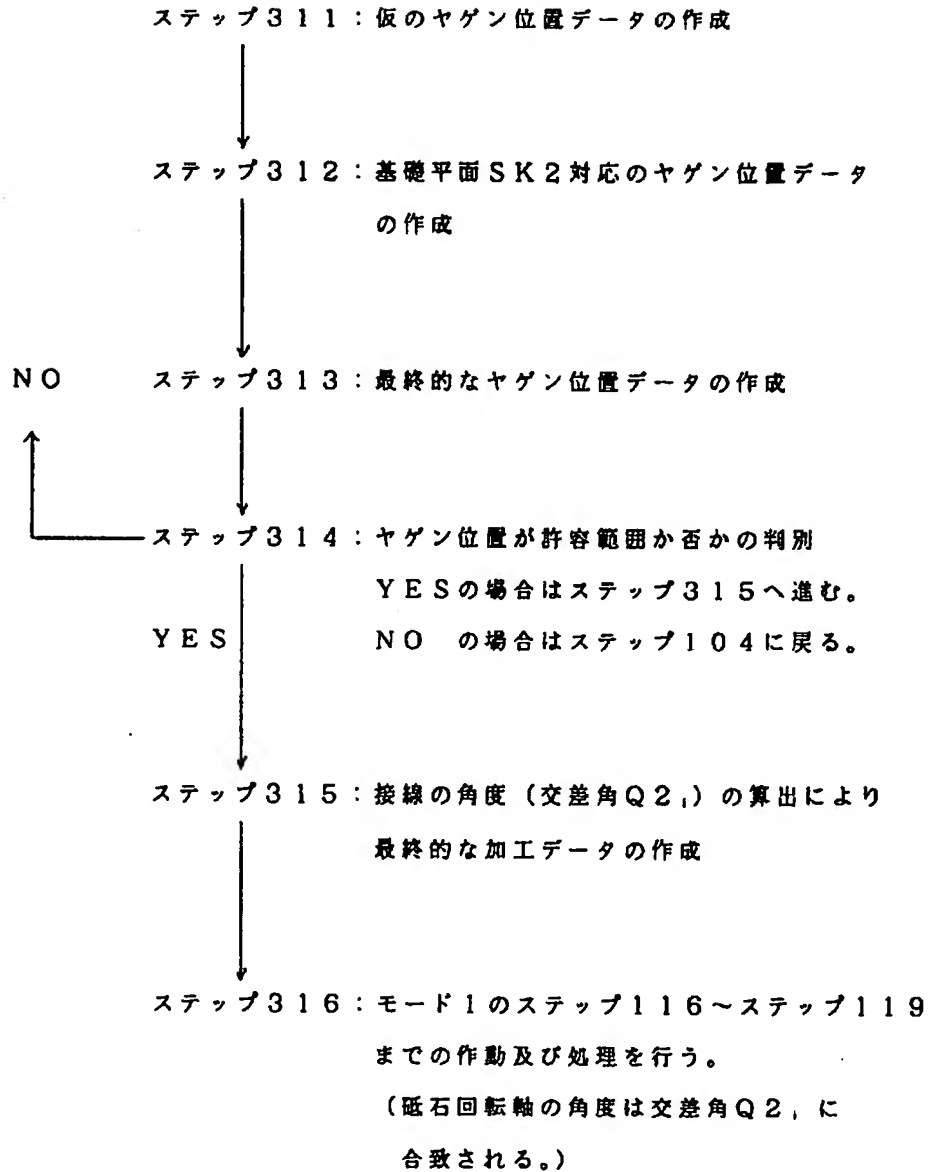 ステップ311:仮のヤゲン位置データの作成
ステップ312:基礎平面SK2対応のヤゲン位置データ
の作成
NO ステップ313:最終的なヤゲン位置データの作成
ステップ314:ヤゲン位置が許容範囲か否かの判別
YESの場合はステップ315へ進む。
YES NO の場合はステップ104に戻る。
ステップ315:接線の角度(交差角Q2ᵢ)の算出により
最終的な加工データの作成
ステップ316:モード1のステップ116~ステップ119
までの作動及び処理を行う。
(砥石回転軸の角度は交差角Q2ᵢに
合致される。)